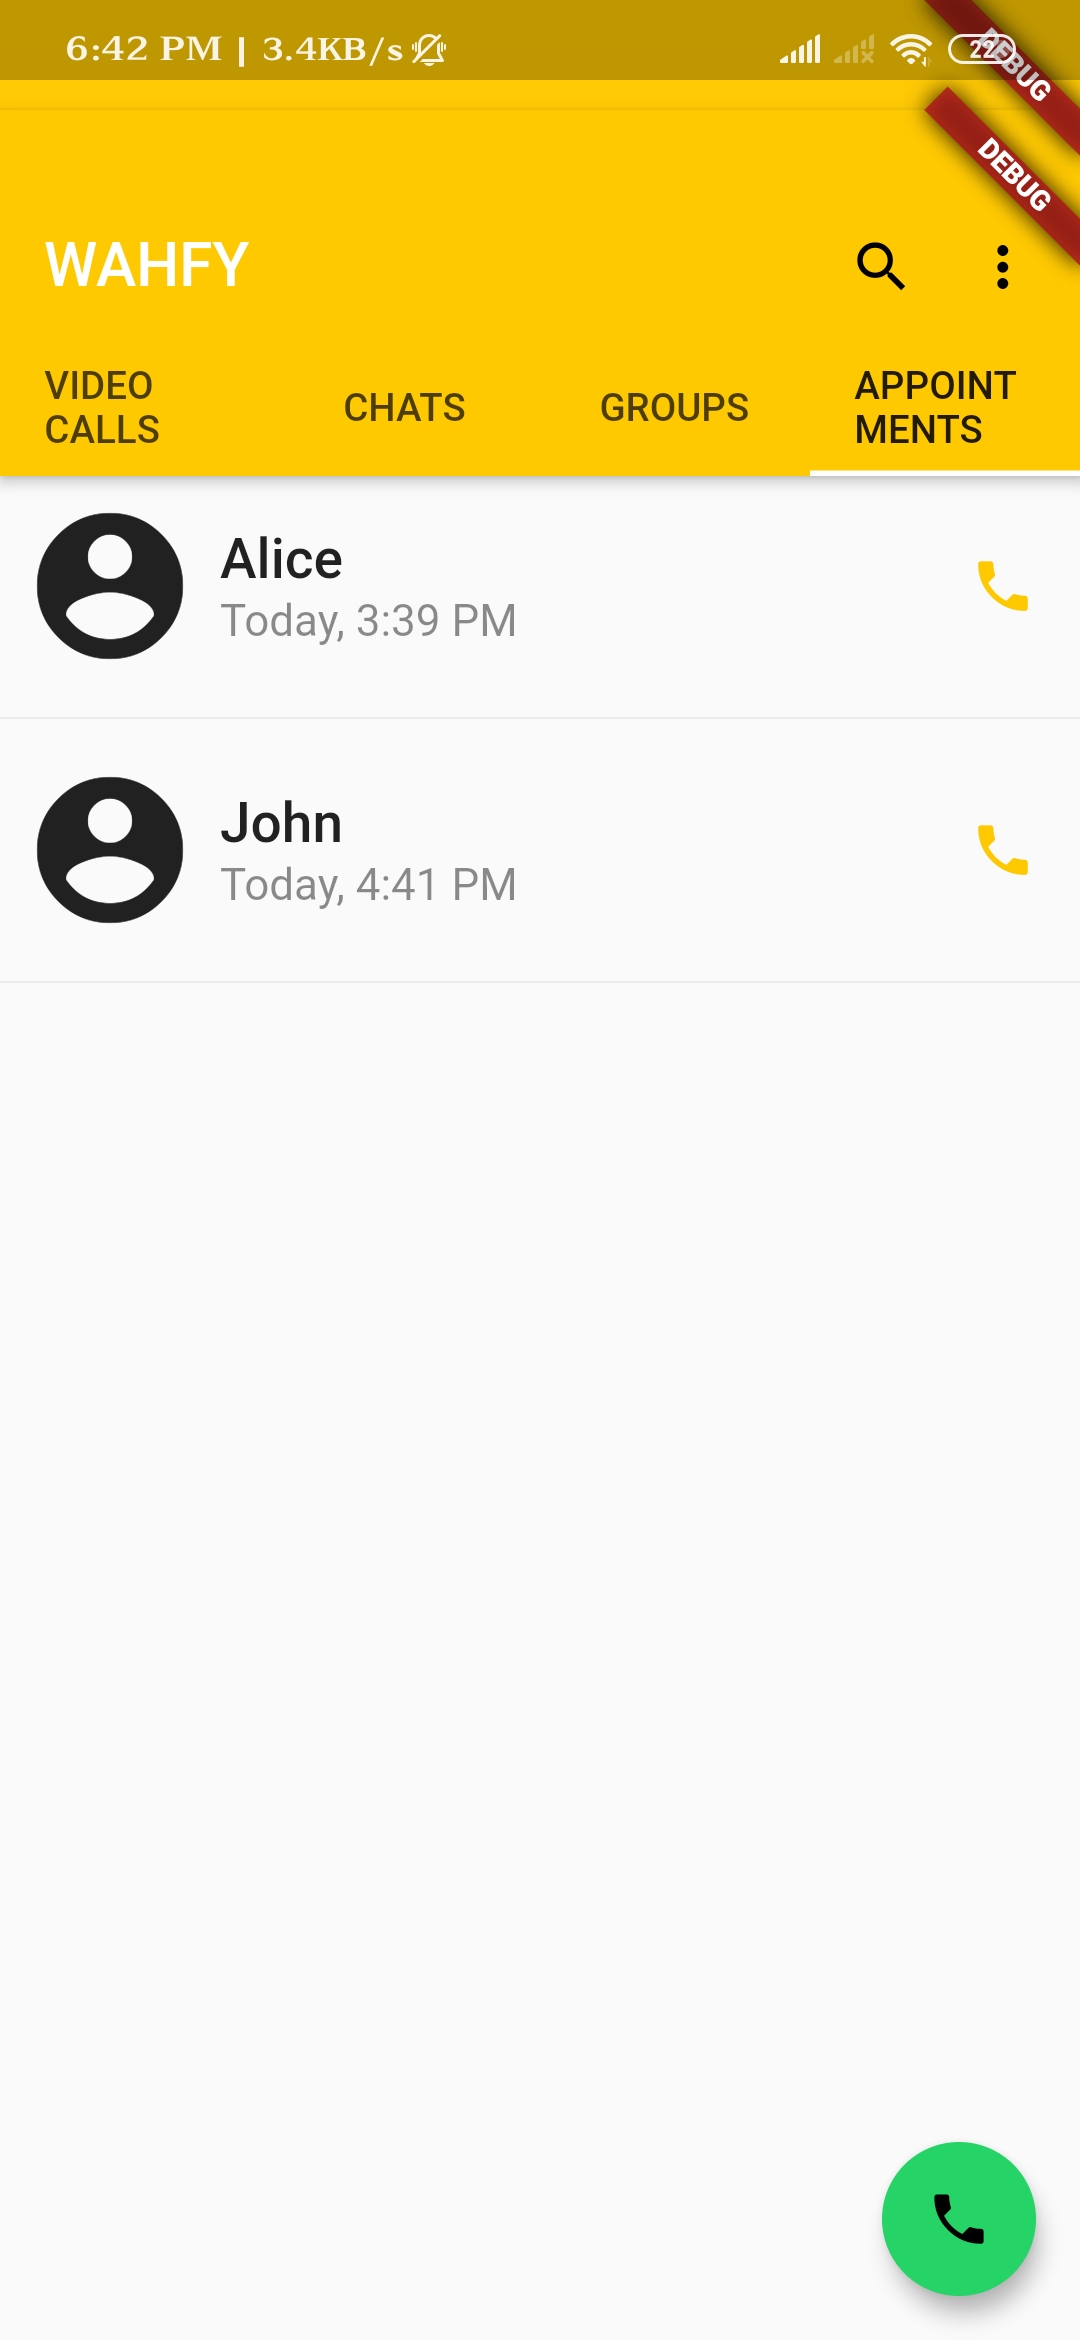 6:42 PM | 3.4KB/s
22
DEBUG
DEBUG
WAHFY
VIDEO
CALLS
CHATS
GROUPS
APPOINT
MENTS
Alice
Today, 3:39 PM
John
Today, 4:41 PM